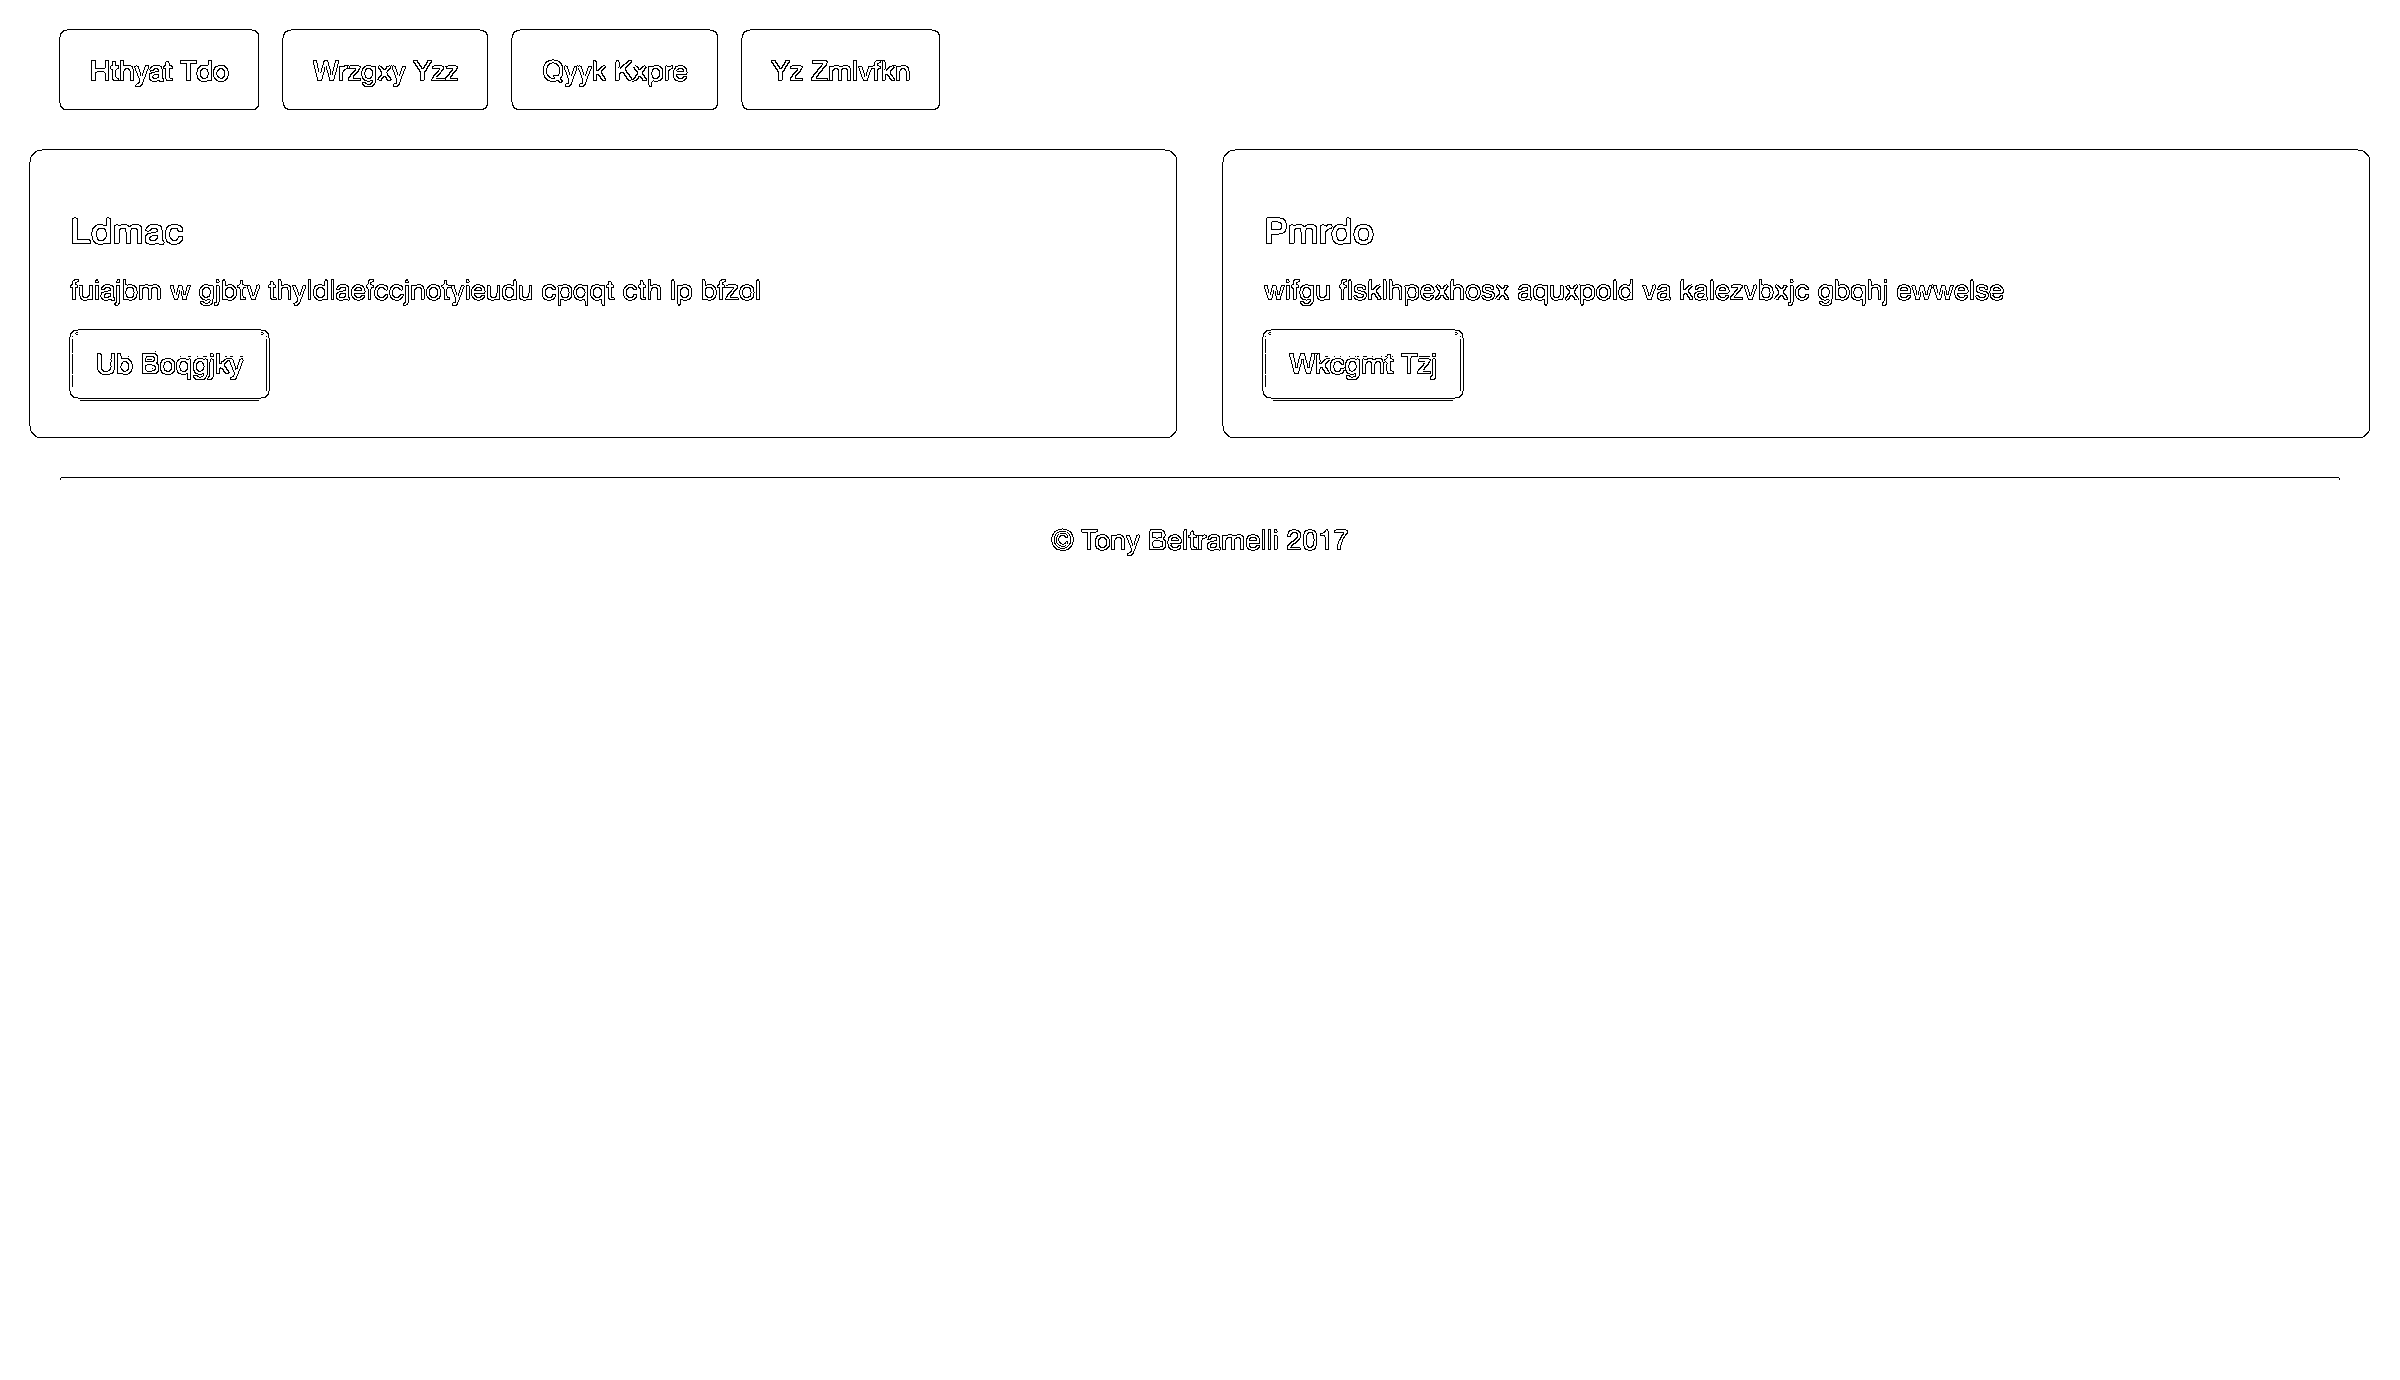 Hthyat Tdo Wrzgxy Yzz Qyyk Kxpre Yz Zmlvfkn
Ldmac
fuiajbm w gjbtv thyldlaefccjnotyieudu cpqqt cth lp bfzol
Ub Boqgjky
Pmrdo
wifgu flsklhpexhosx aquxpold va kalezvbxjc gbqhj ewwelse
Wkcgmt Tzj
© Tony Beltramelli 2017